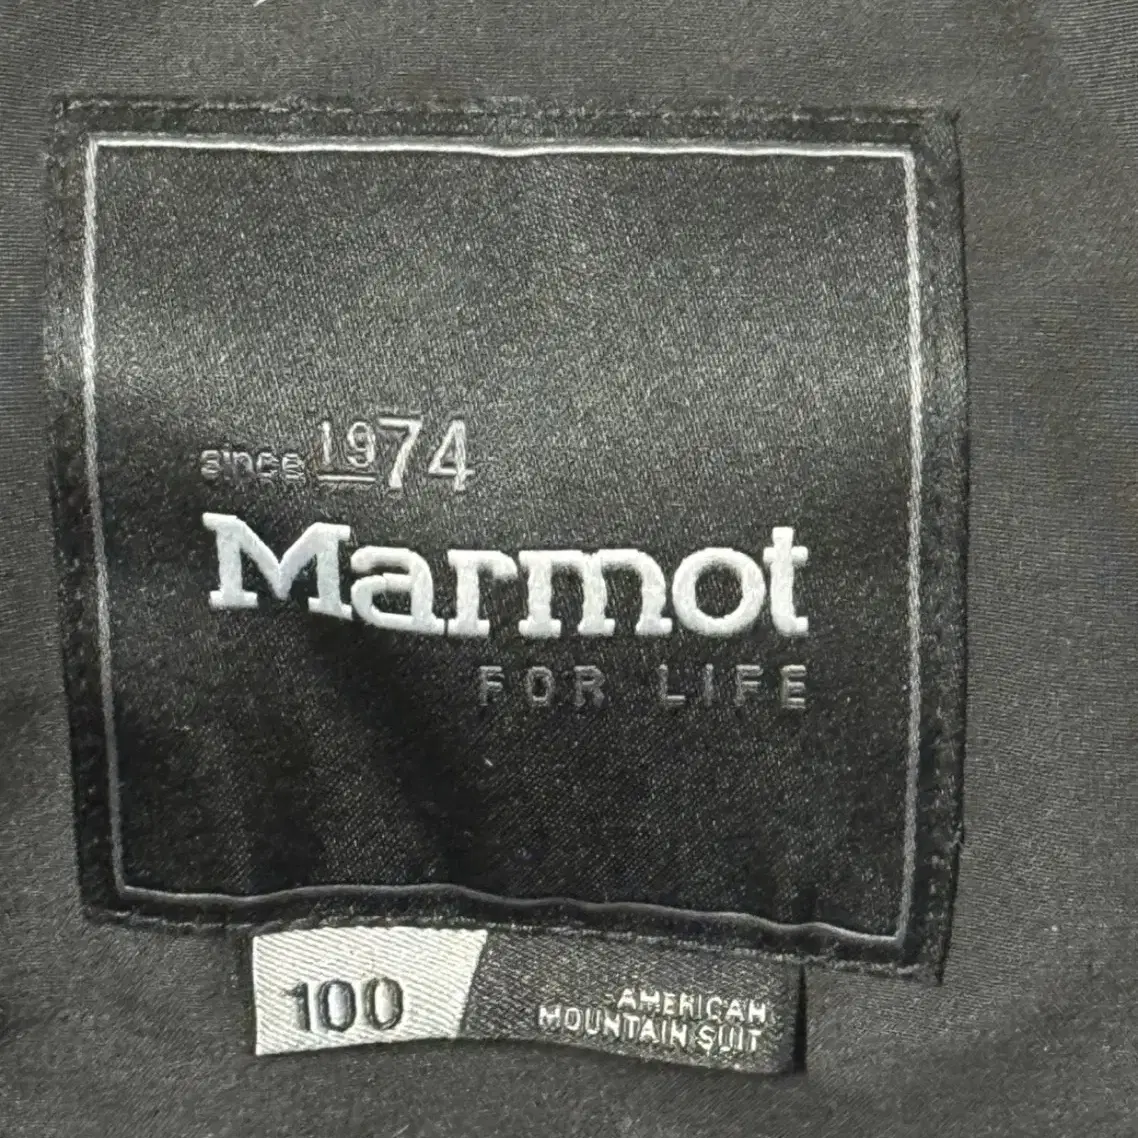 since 1974
Marmot
FOR LIFE
100
AMERICAN
MOUNTAIN SUIT